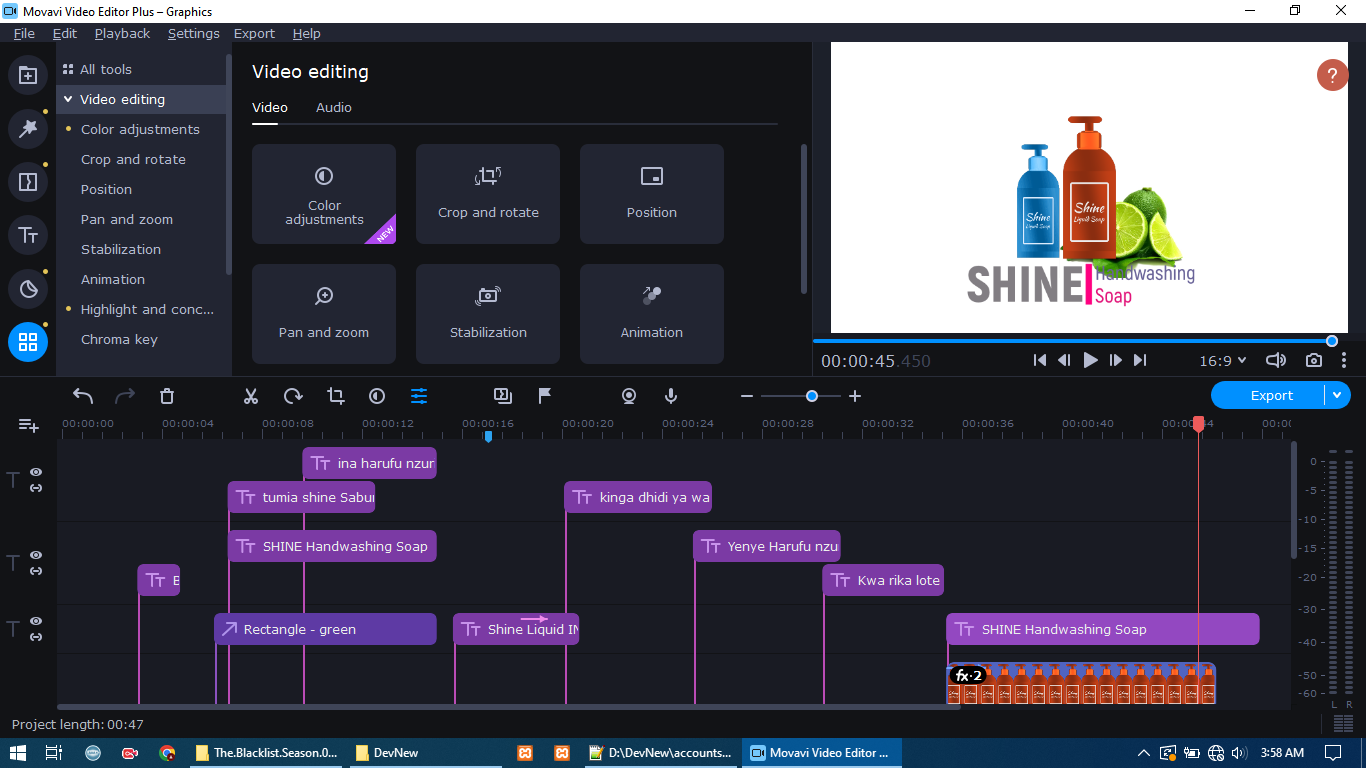 Movavi Video Editor Plus – Graphics
File Edit Playback Settings Export Help
All tools
Video editing
Color adjustments
Crop and rotate
Position
Pan and zoom
Stabilization
Animation
Highlight and conc...
Chroma key
Video editing
Video Audio
Color
adjustments
NEW
Crop and rotate
Position
Pan and zoom
Stabilization
Animation
?
Shine
Liquid Soap
Shine
Liquid Soap
SHINE
Handwashing
Soap
00:00:45.450
16:9
Export
00:00:00 00:00:04 00:00:08 00:00:12 00:00:16 00:00:20 00:00:24 00:00:28 00:00:32 00:00:36 00:00:40 00:00:44
ina harufu nzur
tumia shine Sabu
kinga dhidi ya wa
SHINE Handwashing Soap
Yenye Harufu nzu
Kwa rika lote
Rectangle - green
Shine Liquid
SHINE Handwashing Soap
fx·2
0
-5
-10
-15
-20
-30
-40
-50
-60
L R
Project length: 00:47
The.Blacklist.Season.0...
DevNew
D:\DevNew\accounts...
Movavi Video Editor ...
3:58 AM